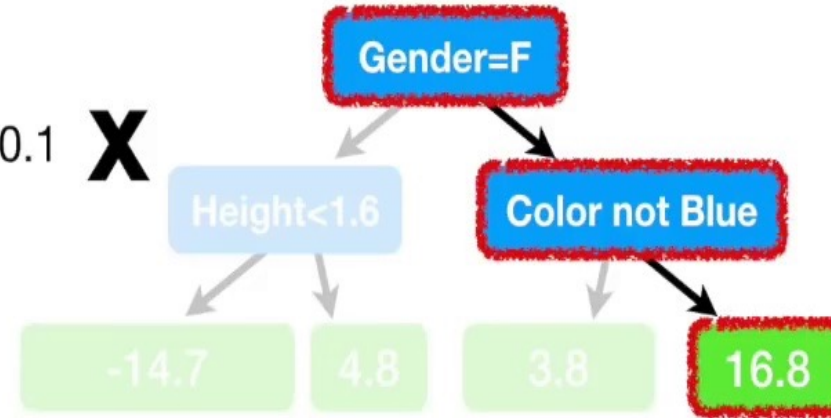 Gender=F
0.1 X
Height<1.6
Color not Blue
-14.7
4.8
3.8
16.8